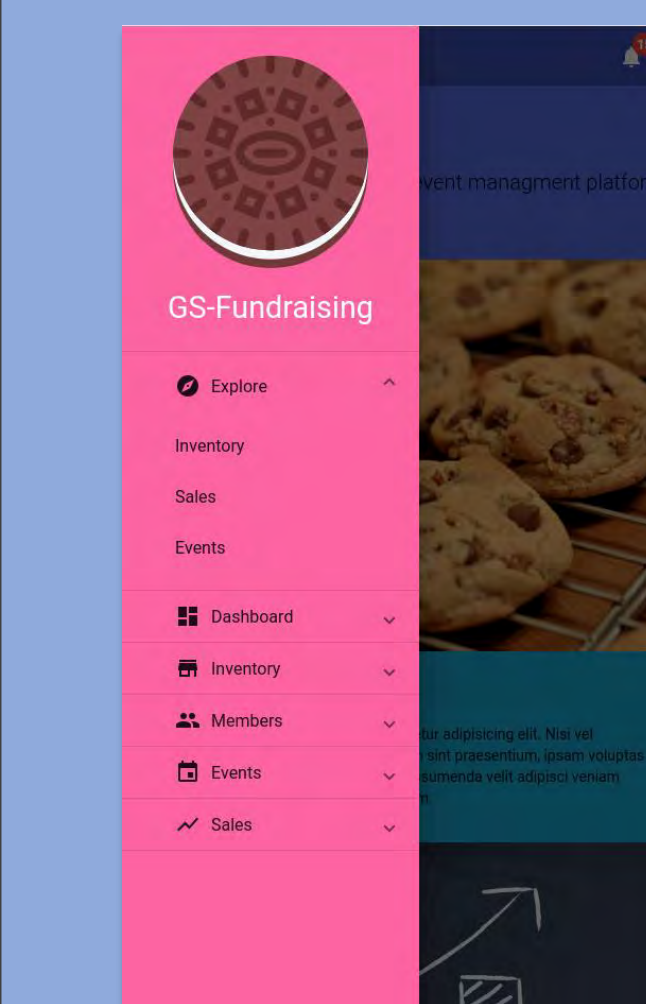 GS-Fundraising
Explore
Inventory
Sales
Events
Dashboard
Inventory
Members
Events
Sales
event managment platfor
tur adipisicing elit. Nisi vel
sint praesentium, ipsam voluptas
sumenda velit adipisci veniam